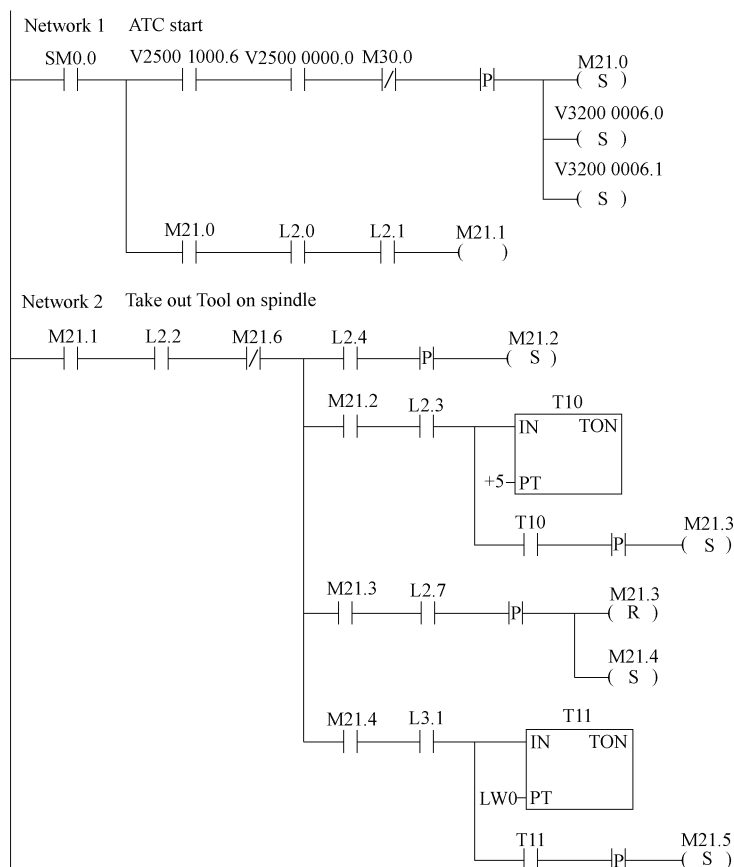 Network 1 ATC start
SM0.0 V2500 1000.6 V2500 0000.0 M30.0 M21.0
P ( S )
V3200 0006.0
( S )
V3200 0006.1
( S )
M21.0 L2.0 L2.1 M21.1
( )
Network 2 Take out Tool on spindle
M21.1 L2.2 M21.6 L2.4 M21.2
P ( S )
M21.2 L2.3 T10
IN TON
+5 PT
T10 M21.3
P ( S )
M21.3 L2.7 M21.3
P ( R )
M21.4
( S )
M21.4 L3.1 T11
IN TON
LW0 PT
T11 M21.5
P ( S )